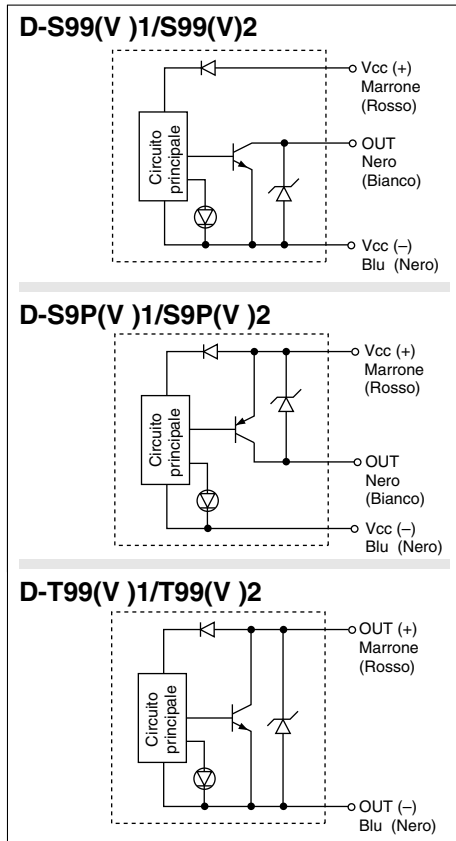 D-S99(V )1/S99(V)2
Vcc (+)
Marrone
(Rosso)
Circuito
principale
OUT
Nero
(Bianco)
Vcc (–)
Blu (Nero)
D-S9P(V )1/S9P(V )2
Vcc (+)
Marrone
(Rosso)
Circuito
principale
OUT
Nero
(Bianco)
Vcc (–)
Blu (Nero)
D-T99(V )1/T99(V )2
OUT (+)
Marrone
(Rosso)
Circuito
principale
OUT (–)
Blu (Nero)